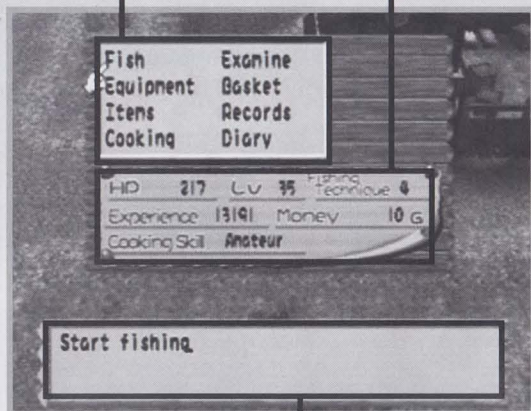 Fish Examine
Equipment Basket
Items Records
Cooking Diary
HP 217 Lv 35 Fishing Technique 4
Experience 13191 Money 10 G
Cooking Skill Amateur
Start fishing.